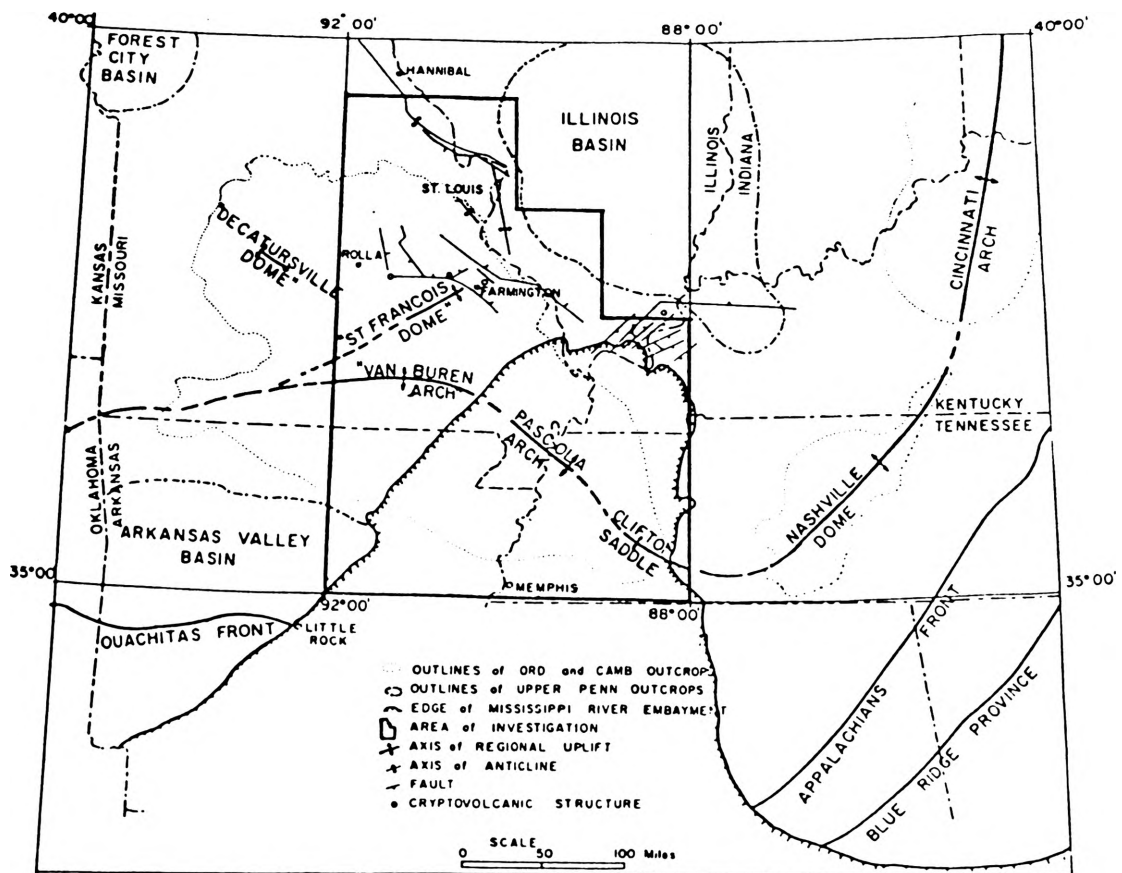 40°00'
92° 00'
88°00'
40°00'
FOREST
CITY
BASIN
HANNIBAL
ILLINOIS
BASIN
ILLINOIS
INDIANA
ST. LOUIS
"DECATURSVILLE
DOME"
ROLLA
KANSAS
MISSOURI
FARMINGTON
"ST FRANCOIS
DOME"
CINCINNATI
ARCH
"VAN BUREN
ARCH"
PASCOLA
ARCH
KENTUCKY
TENNESSEE
OKLAHOMA
ARKANSAS
NASHVILLE
DOME
CLIFTON
SADDLE
ARKANSAS VALLEY
BASIN
35°00
MEMPHIS
35°00'
92°00'
88°00'
OUACHITAS FRONT
LITTLE
ROCK
APPALACHIANS FRONT
BLUE RIDGE PROVINCE
OUTLINES of ORD and CAMB OUTCROPS
OUTLINES of UPPER PENN OUTCROPS
EDGE of MISSISSIPPI RIVER EMBAYMENT
AREA of INVESTIGATION
AXIS of REGIONAL UPLIFT
AXIS of ANTICLINE
FAULT
CRYPTOVOLCANIC STRUCTURE
SCALE
0 50 100 Miles